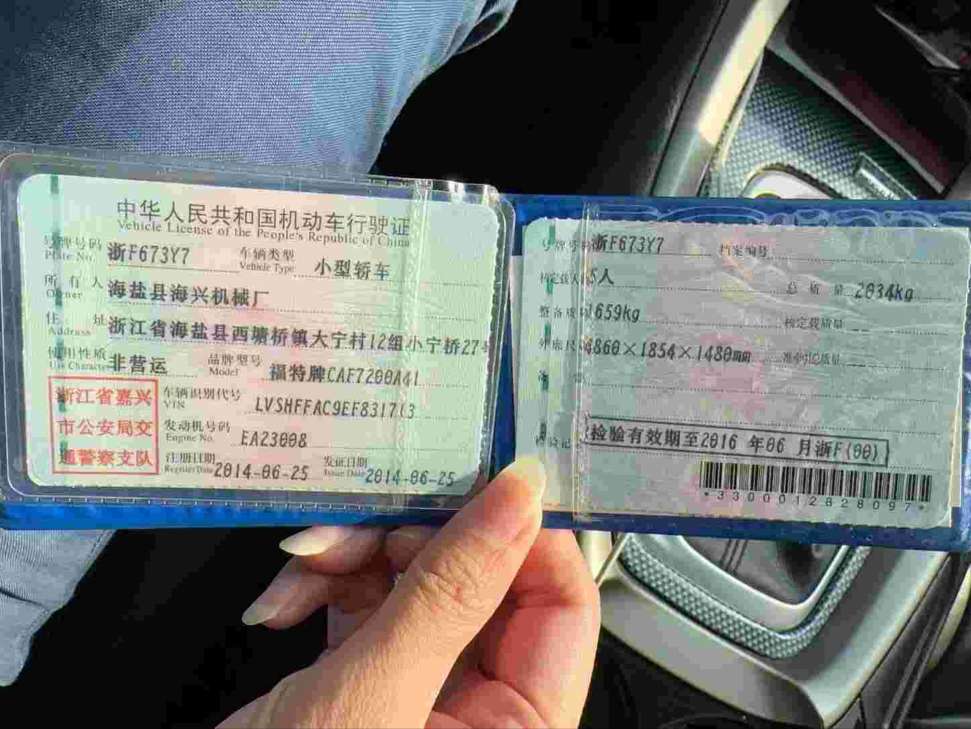 中华人民共和国机动车行驶证
Vehicle License of the People's Republic of China
号牌号码 浙F673Y7 车辆类型 小型轿车
Plate No. Vehicle Type
所有人 海盐县海兴机械厂
Owner
住址 浙江省海盐县西塘桥镇大宁村12组小宁桥27号
Address
使用性质 非营运 品牌型号 福特牌CAF7200A41
Use Character Model
浙江省嘉兴
市公安局交
通警察支队
车辆识别代号 LVSHFFAC9EF831713
VIN
发动机号码 EA23008
Engine No.
注册日期 2014-06-25 发证日期 2014-06-25
Register Date Issue Date
号牌号码 浙F673Y7 档案编号
核定载人数 5人 总质量 2034kg
整备质量 1659kg 核定载质量
外廓尺寸 4860×1854×1480mm 准牵引总质量
检验记录 检验有效期至2016 年06 月浙F(00)
*3300012828097*